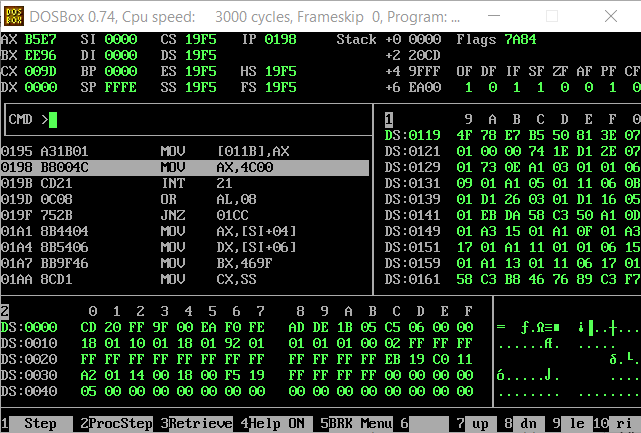 DOSBox 0.74, Cpu speed: 3000 cycles, Frameskip 0, Program: ...
AX B5E7 SI 0000 CS 19F5 IP 0198 Stack +0 0000 Flags 7A84
BX EE96 DI 0000 DS 19F5 +2 20CD
CX 009D BP 0000 ES 19F5 HS 19F5 +4 9FFF OF DF IF SF ZF AF PF CF
DX 0000 SP FFFE SS 19F5 FS 19F5 +6 EA00 1 0 1 1 0 0 1 0
CMD >
1 9 A B C D E F 0
DS:0119 4F 78 E7 B5 50 81 3E 07
0195 A31B01 MOV [011B],AX DS:0121 01 00 00 74 1E D1 2E 07
0198 B8004C MOV AX,4C00 DS:0129 01 73 0E A1 03 01 01 06
019B CD21 INT 21 DS:0131 09 01 A1 05 01 11 06 0B
019D 0C08 OR AL,08 DS:0139 01 D1 26 03 01 D1 16 05
019F 752B JNZ 01CC DS:0141 01 EB DA 58 C3 50 A1 0D
01A1 8B4404 MOV AX,[SI+04] DS:0149 01 A3 15 01 A1 0F 01 A3
01A4 8B5406 MOV DX,[SI+06] DS:0151 17 01 A1 11 01 01 06 15
01A7 BB9F46 MOV BX,469F DS:0159 01 A1 13 01 11 06 17 01
01AA 8CD1 MOV CX,SS DS:0161 58 C3 B8 46 76 89 C3 F7
2 0 1 2 3 4 5 6 7 8 9 A B C D E F
DS:0000 CD 20 FF 9F 00 EA F0 FE AD DE 1B 05 C5 06 00 00 = ƒ.Ω≡■ ¡▐..┼...
DS:0010 18 01 10 01 18 01 92 01 01 01 01 00 02 FF FF FF ......Æ. .....
DS:0020 FF FF FF FF FF FF FF FF FF FF FF FF EB 19 C0 11 δ.└.
DS:0030 A2 01 14 00 18 00 F5 19 FF FF FF FF 00 00 00 00 ó.....⌡. ....
DS:0040 05 00 00 00 00 00 00 00 00 00 00 00 00 00 00 00 ........ ........
1 Step 2ProcStep 3Retrieve 4Help ON 5BRK Menu 6 7 up 8 dn 9 le 10 ri